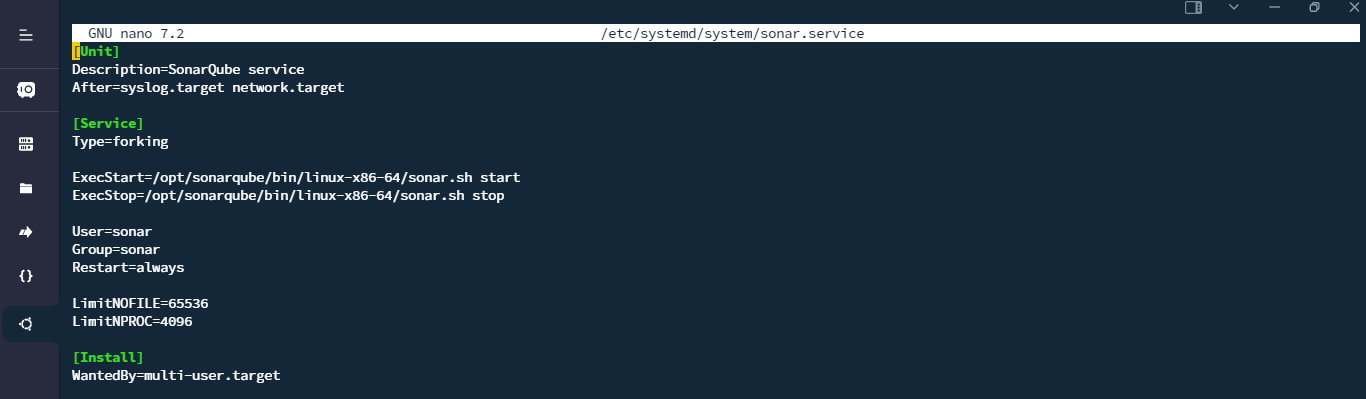 GNU nano 7.2 /etc/systemd/system/sonar.service
[Unit]
Description=SonarQube service
After=syslog.target network.target
[Service]
Type=forking
ExecStart=/opt/sonarqube/bin/linux-x86-64/sonar.sh start
ExecStop=/opt/sonarqube/bin/linux-x86-64/sonar.sh stop
User=sonar
Group=sonar
Restart=always
LimitNOFILE=65536
LimitNPROC=4096
[Install]
WantedBy=multi-user.target